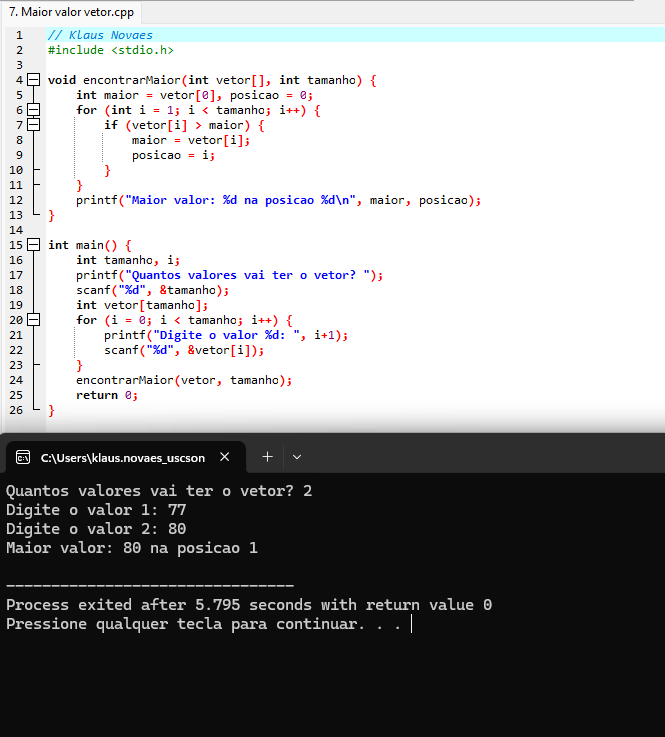 7. Maior valor vetor.cpp
1 // Klaus Novaes
2 #include <stdio.h>
3
4 void encontrarMaior(int vetor[], int tamanho) {
5 int maior = vetor[0], posicao = 0;
6 for (int i = 1; i < tamanho; i++) {
7 if (vetor[i] > maior) {
8 maior = vetor[i];
9 posicao = i;
10 }
11 }
12 printf("Maior valor: %d na posicao %d\n", maior, posicao);
13 }
14
15 int main() {
16 int tamanho, i;
17 printf("Quantos valores vai ter o vetor? ");
18 scanf("%d", &tamanho);
19 int vetor[tamanho];
20 for (i = 0; i < tamanho; i++) {
21 printf("Digite o valor %d: ", i+1);
22 scanf("%d", &vetor[i]);
23 }
24 encontrarMaior(vetor, tamanho);
25 return 0;
26 }
C:\Users\klaus.novaes_uscson
Quantos valores vai ter o vetor? 2
Digite o valor 1: 77
Digite o valor 2: 80
Maior valor: 80 na posicao 1
--------------------------------
Process exited after 5.795 seconds with return value 0
Pressione qualquer tecla para continuar. . .